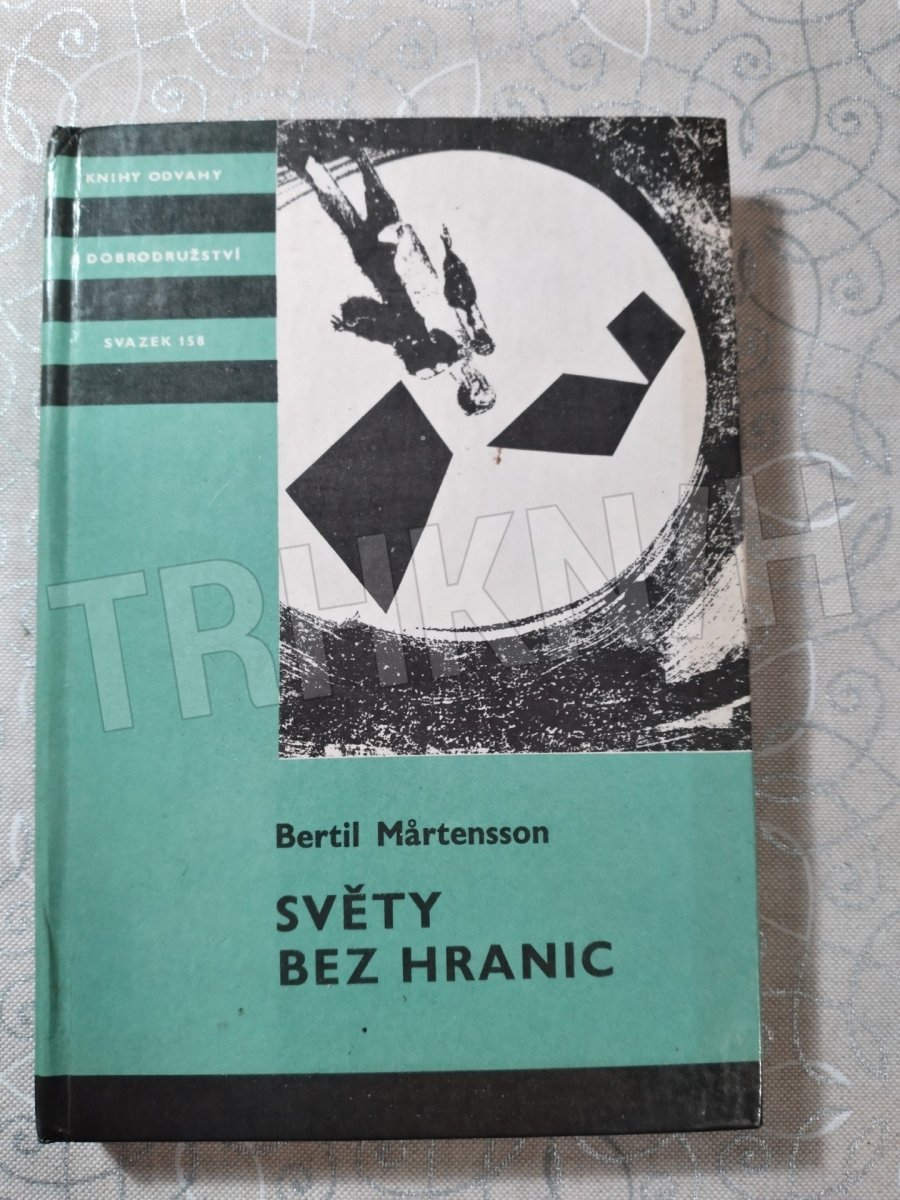 KNIHY ODVAHY
DOBRODRUŽSTVÍ
SVAZEK 158
TRHKNIH
Bertil Mårtensson
SVĚTY
BEZ HRANIC